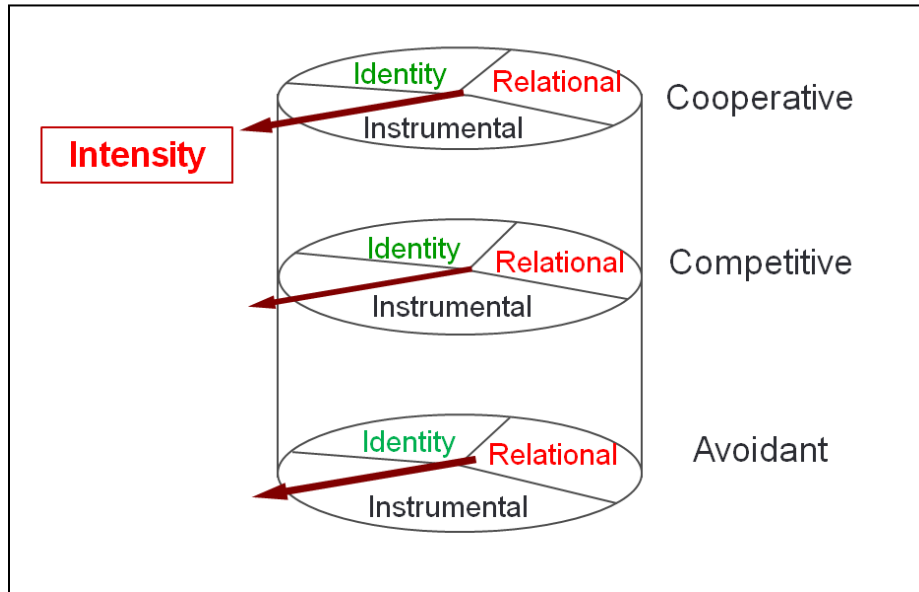 Identity
Relational
Cooperative
Instrumental
Intensity
Identity
Relational
Competitive
Instrumental
Identity
Relational
Avoidant
Instrumental